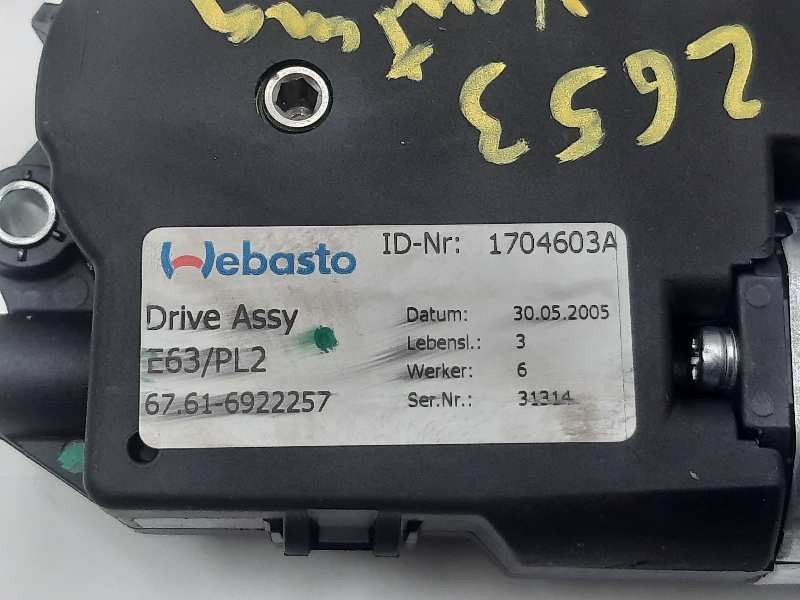 2653
Webasto
ID-Nr: 1704603A
Drive Assy
E63/PL2
67.61-6922257
Datum: 30.05.2005
Lebensl.: 3
Werker: 6
Ser.Nr.: 31314